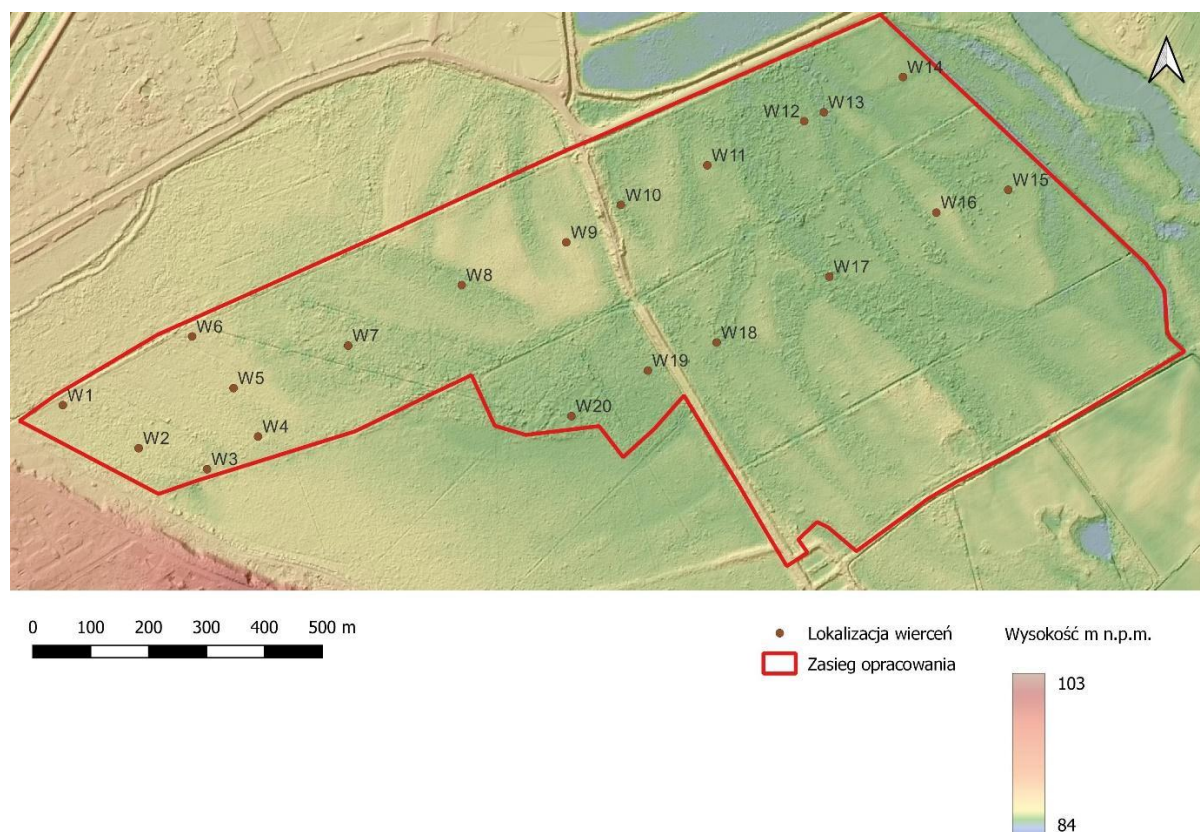 W14
W12
W13
W11
W15
W10
W16
W9
W8
W17
W6
W7
W18
W19
W5
W1
W20
W4
W2
W3
0 100 200 300 400 500 m
Lokalizacja wierceń
Zasieg opracowania
Wysokość m n.p.m.
103
84